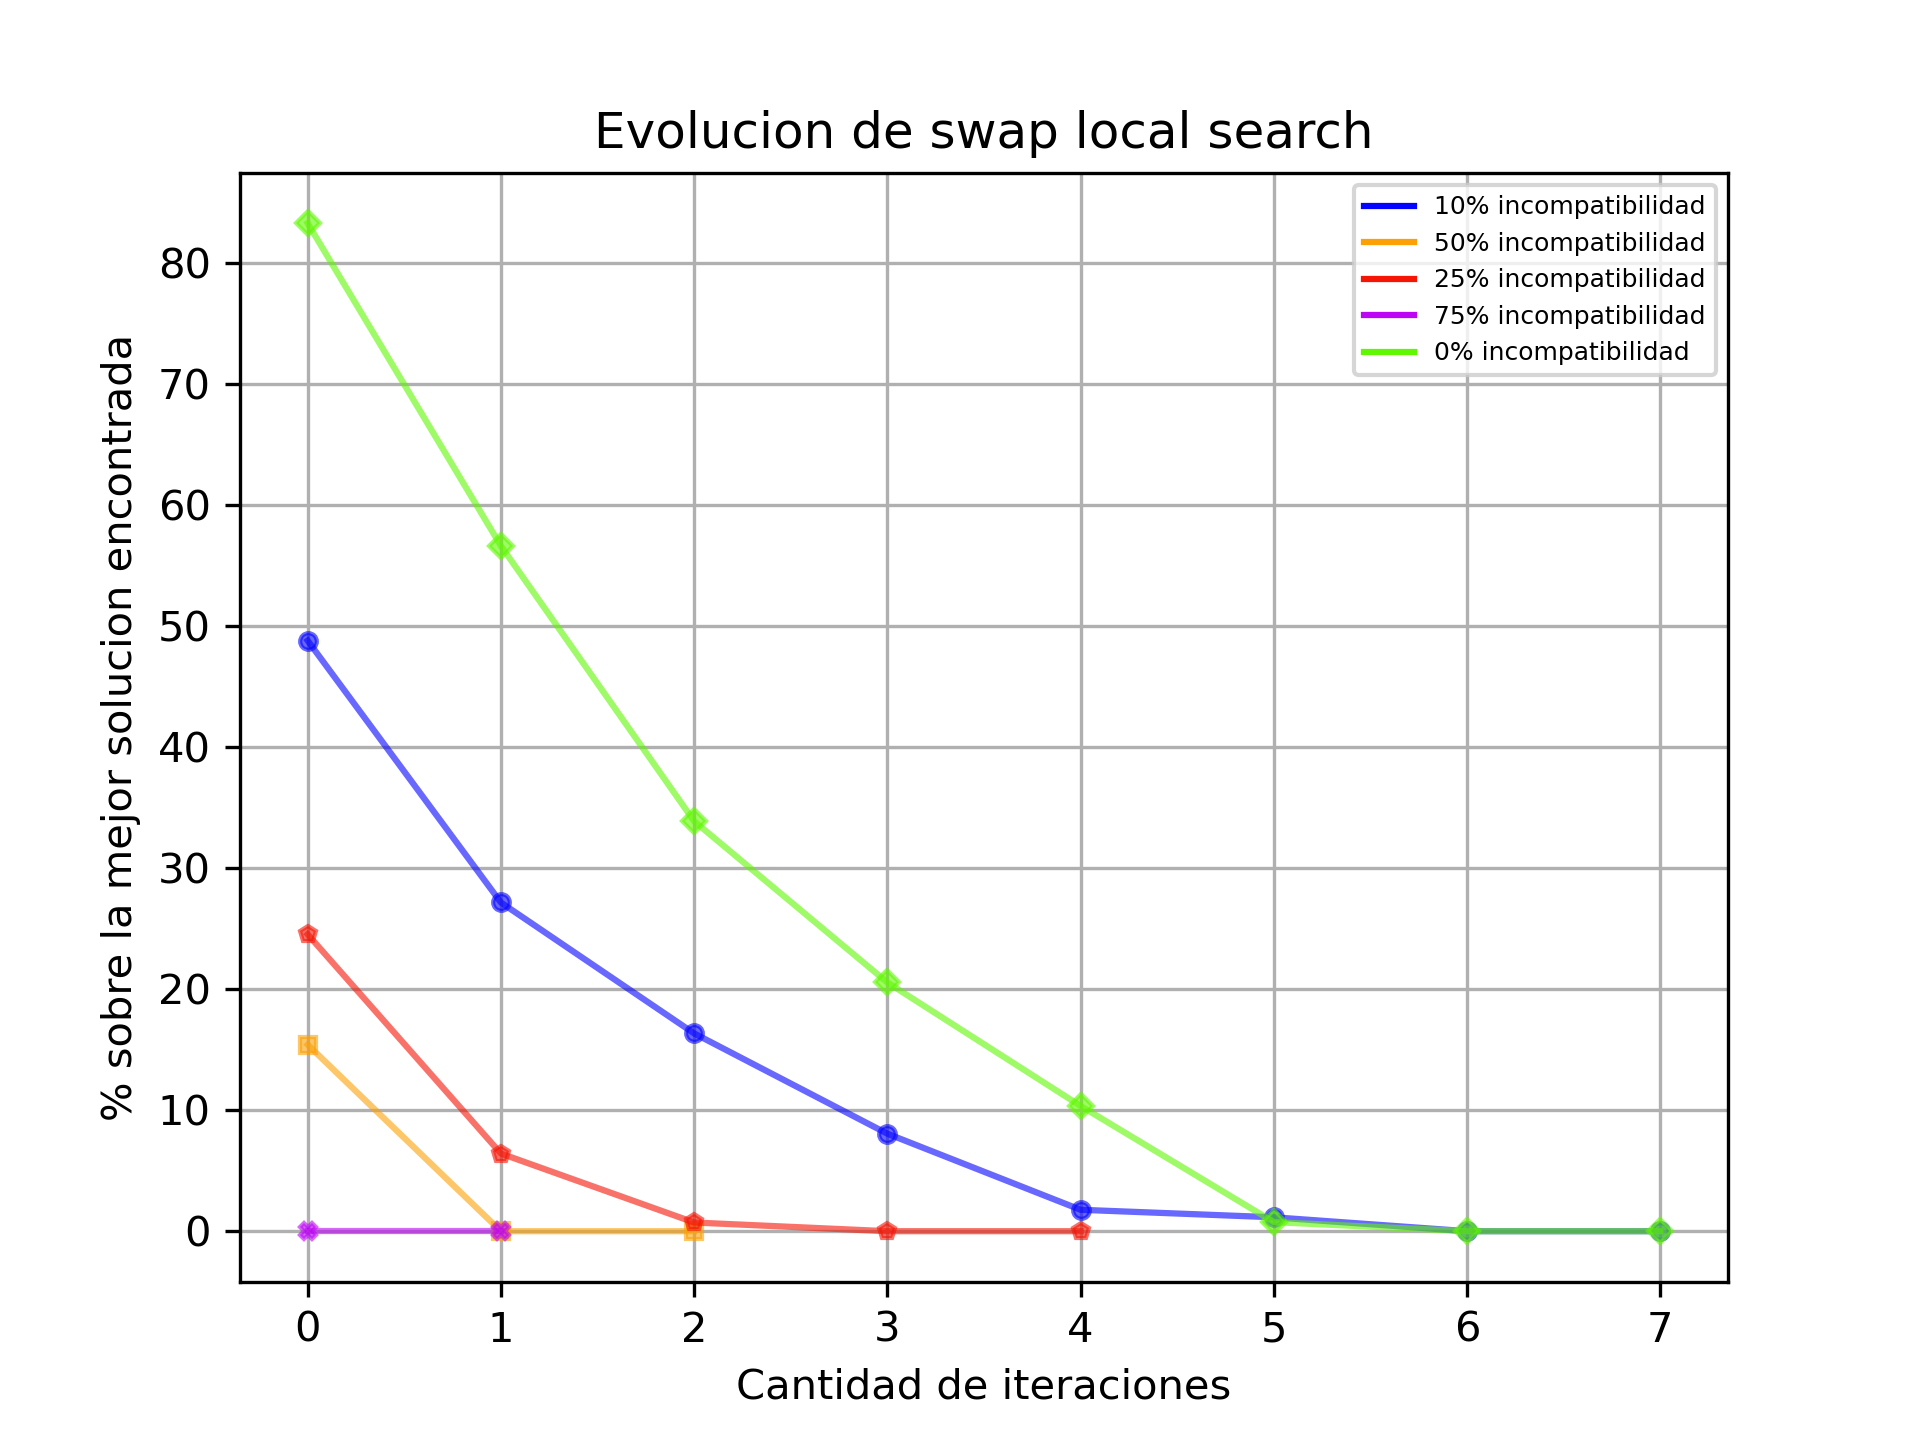 Evolucion de swap local search
10% incompatibilidad
50% incompatibilidad
25% incompatibilidad
75% incompatibilidad
0% incompatibilidad
% sobre la mejor solucion encontrada
80
70
60
50
40
30
20
10
0
0 1 2 3 4 5 6 7
Cantidad de iteraciones